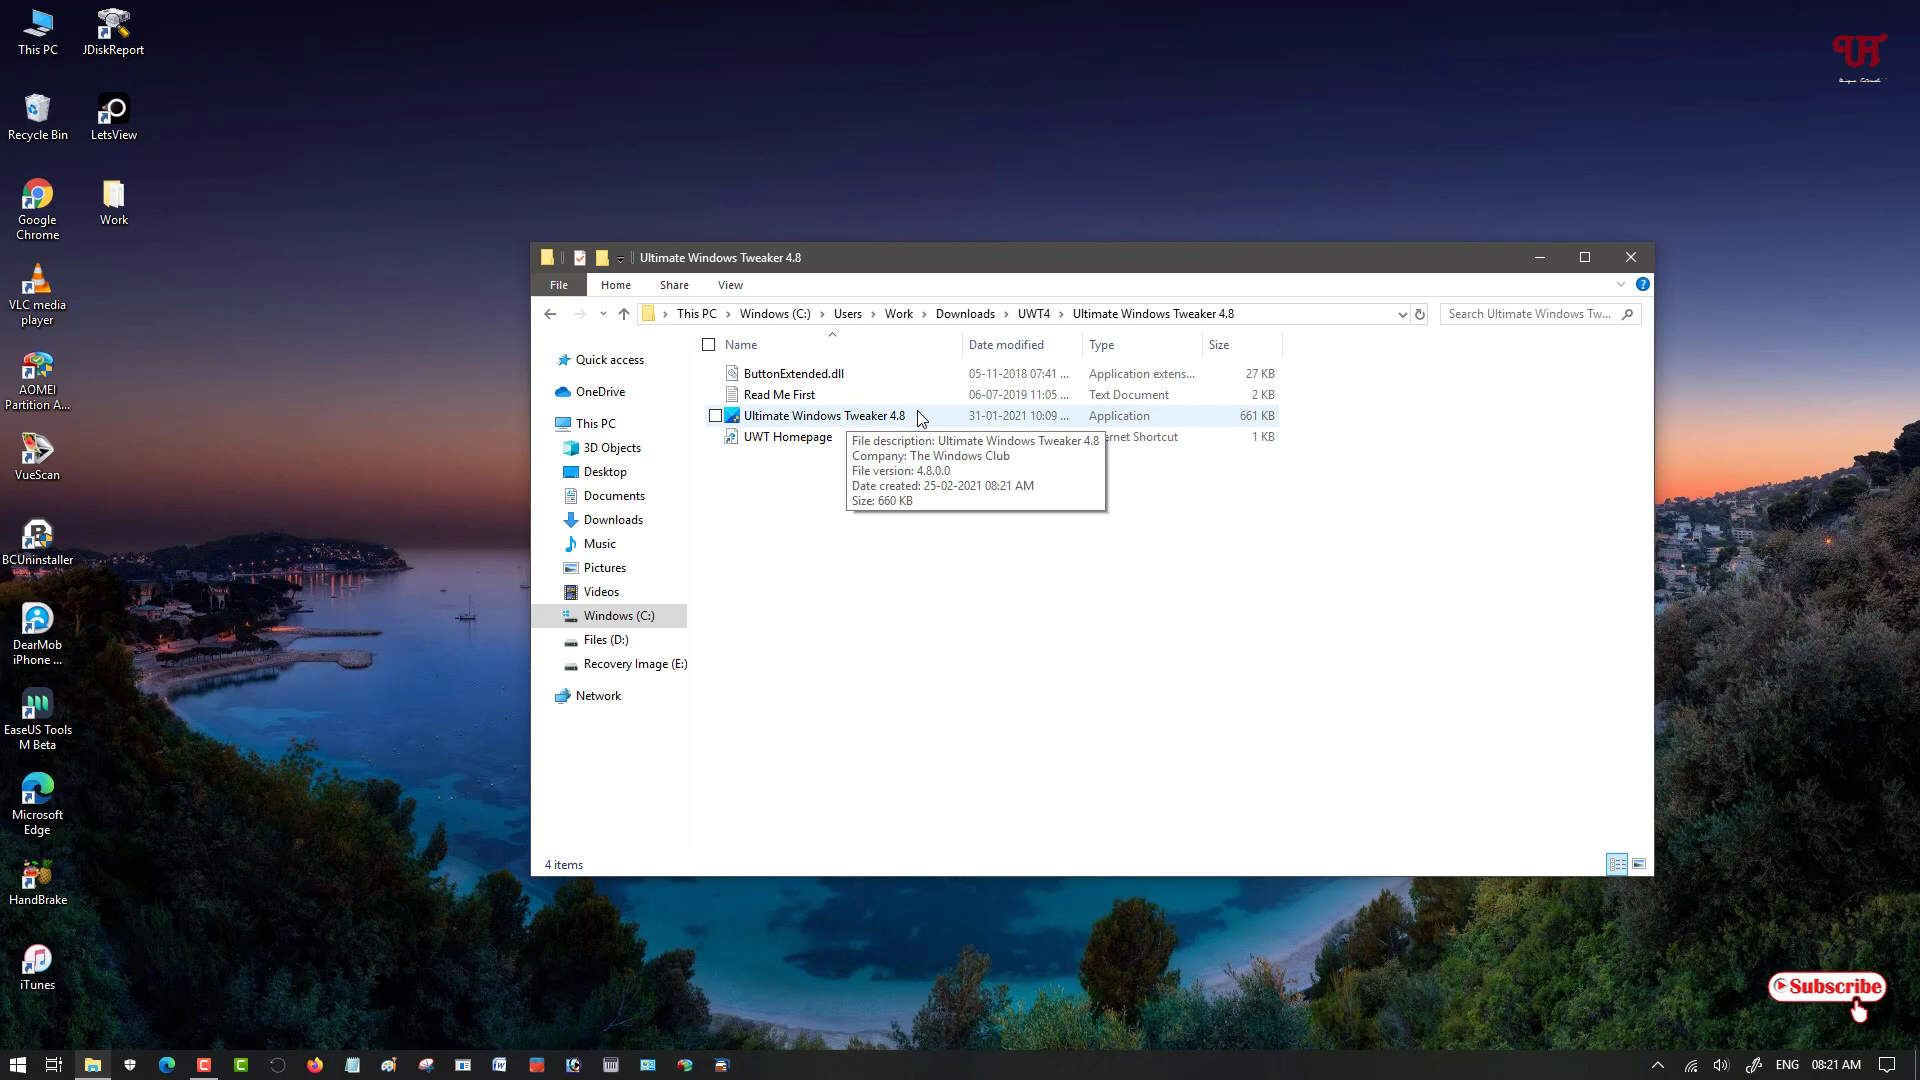 This PC
JDiskReport
Recycle Bin
LetsView
Google
Chrome
Work
VLC media
player
AOMEI
Partition A...
VueScan
BCUninstaller
DearMob
iPhone ...
EaseUS Tools
M Beta
Microsoft
Edge
HandBrake
iTunes
Ultimate Windows Tweaker 4.8
File Home Share View
This PC Windows (C:) Users Work Downloads UWT4 Ultimate Windows Tweaker 4.8
Search Ultimate Windows Tw...
Quick access
OneDrive
This PC
3D Objects
Desktop
Documents
Downloads
Music
Pictures
Videos
Windows (C:)
Files (D:)
Recovery Image (E:)
Network
Name Date modified Type Size
ButtonExtended.dll 05-11-2018 07:41 ... Application extens... 27 KB
Read Me First 06-07-2019 11:05 ... Text Document 2 KB
Ultimate Windows Tweaker 4.8 31-01-2021 10:09 ... Application 661 KB
UWT Homepage ernet Shortcut 1 KB
File description: Ultimate Windows Tweaker 4.8
Company: The Windows Club
File version: 4.8.0.0
Date created: 25-02-2021 08:21 AM
Size: 660 KB
4 items
Subscribe
ENG 08:21 AM